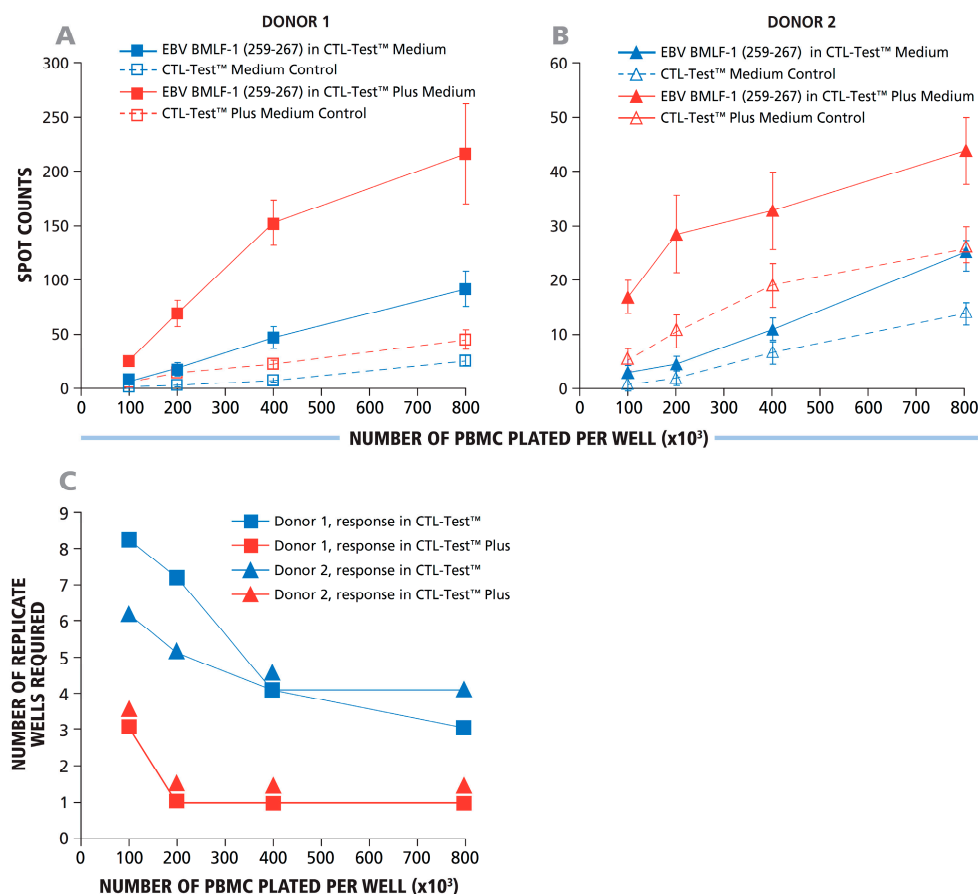 DONOR 1
A
EBV BMLF-1 (259-267) in CTL-Test™ Medium
CTL-Test™ Medium Control
EBV BMLF-1 (259-267) in CTL-Test™ Plus Medium
CTL-Test™ Plus Medium Control
SPOT COUNTS
300
250
200
150
100
50
0
0 100 200 300 400 500 600 700 800
DONOR 2
B
EBV BMLF-1 (259-267) in CTL-Test™ Medium
CTL-Test™ Medium Control
EBV BMLF-1 (259-267) in CTL-Test™ Plus Medium
CTL-Test™ Plus Medium Control
60
50
40
30
20
10
0
0 100 200 300 400 500 600 700 800
NUMBER OF PBMC PLATED PER WELL (x10³)
C
Donor 1, response in CTL-Test™
Donor 1, response in CTL-Test™ Plus
Donor 2, response in CTL-Test™
Donor 2, response in CTL-Test™ Plus
NUMBER OF REPLICATE
WELLS REQUIRED
9
8
7
6
5
4
3
2
1
0
0 100 200 300 400 500 600 700 800
NUMBER OF PBMC PLATED PER WELL (x10³)